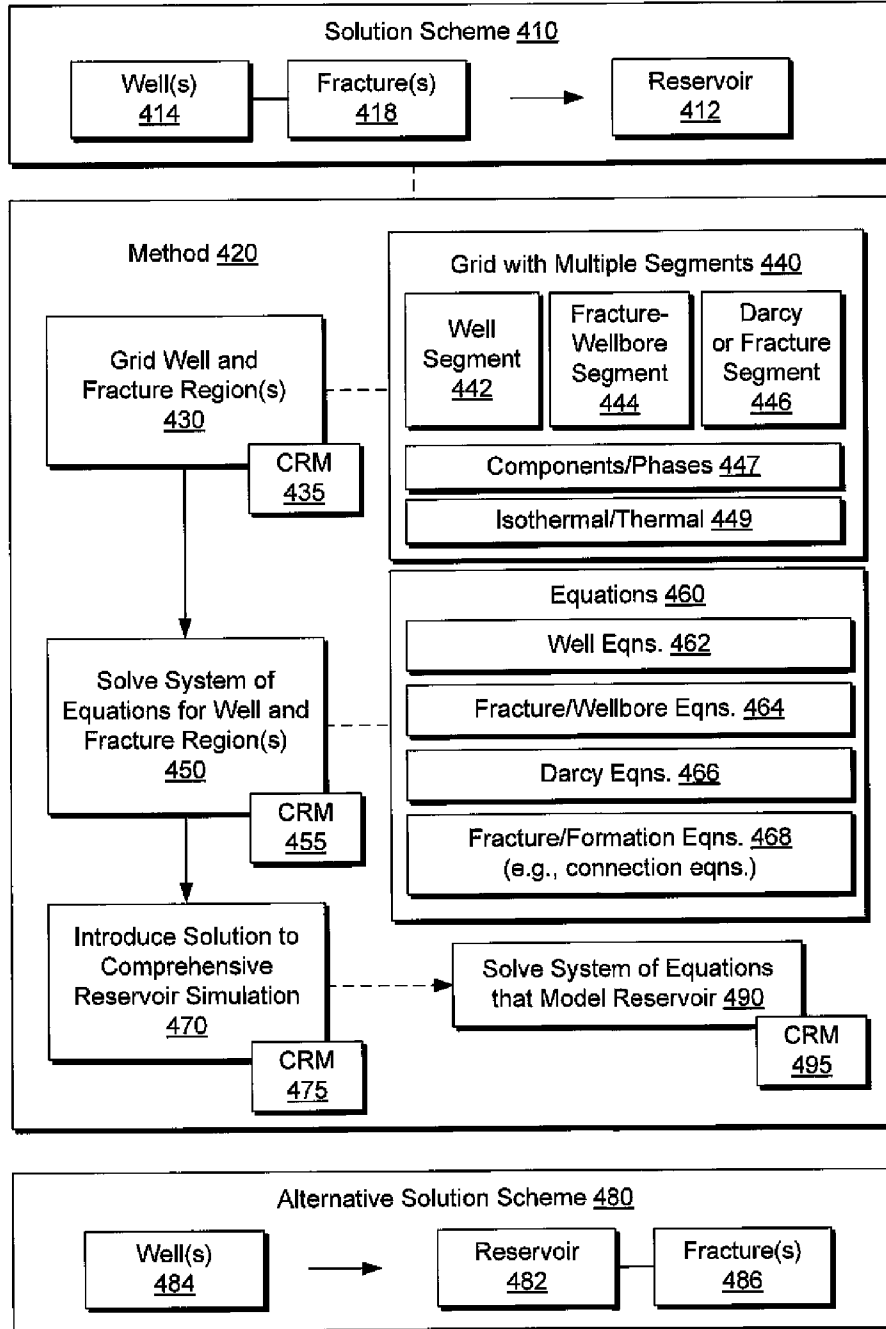 Solution Scheme 410
Well(s)
414
Fracture(s)
418
Reservoir
412
Method 420
Grid Well and
Fracture Region(s)
430
CRM
435
Grid with Multiple Segments 440
Well
Segment
442
Fracture-
Wellbore
Segment
444
Darcy
or Fracture
Segment
446
Components/Phases 447
Isothermal/Thermal 449
Solve System of
Equations for Well and
Fracture Region(s)
450
CRM
455
Equations 460
Well Eqns. 462
Fracture/Wellbore Eqns. 464
Darcy Eqns. 466
Fracture/Formation Eqns. 468
(e.g., connection eqns.)
Introduce Solution to
Comprehensive
Reservoir Simulation
470
CRM
475
Solve System of Equations
that Model Reservoir 490
CRM
495
Alternative Solution Scheme 480
Well(s)
484
Reservoir
482
Fracture(s)
486